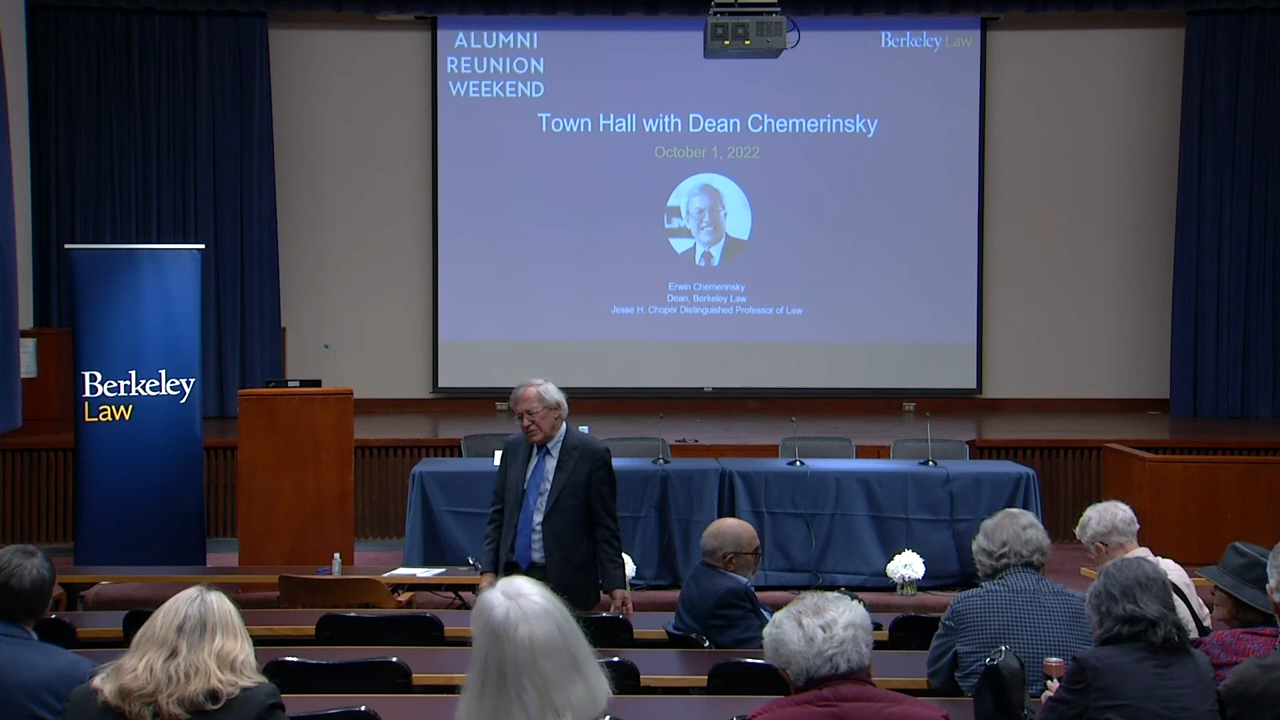 ALUMNI
REUNION
WEEKEND
Berkeley Law
Town Hall with Dean Chemerinsky
October 1, 2022
Erwin Chemerinsky
Dean, Berkeley Law
Jesse H. Choper Distinguished Professor of Law
Berkeley
Law